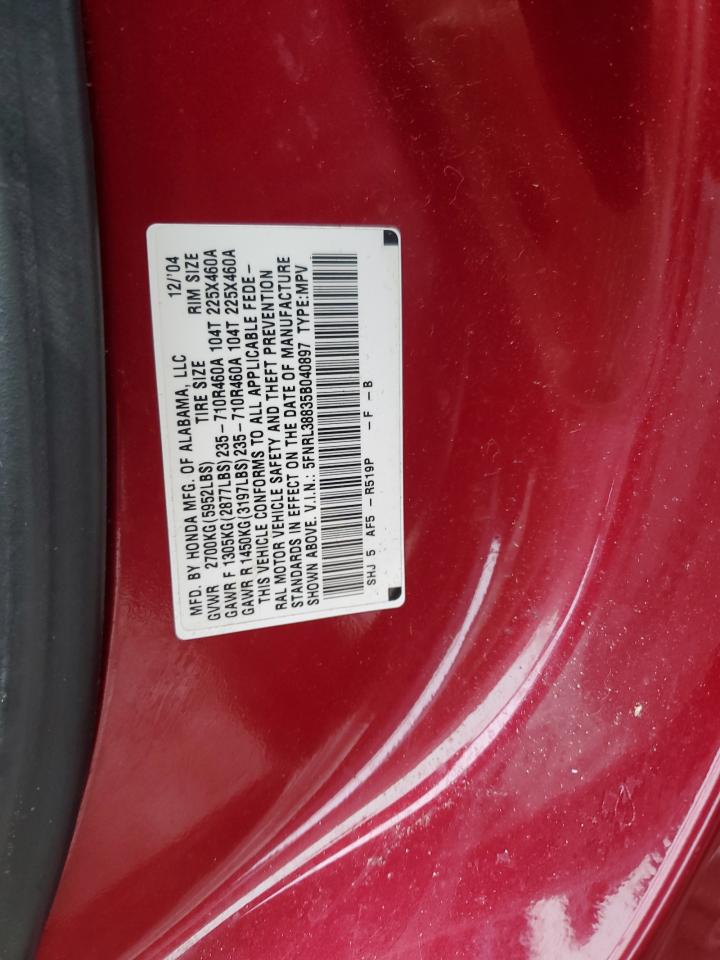 MFD. BY HONDA MFG. OF ALABAMA, LLC 12/'04
GVWR 2700KG(5952LBS) TIRE SIZE RIM SIZE
GAWR F 1305KG(2877LBS)235-710R460A 104T 225X460A
GAWR R 1450KG(3197LBS)235-710R460A 104T 225X460A
THIS VEHICLE CONFORMS TO ALL APPLICABLE FEDE-
RAL MOTOR VEHICLE SAFETY AND THEFT PREVENTION
STANDARDS IN EFFECT ON THE DATE OF MANUFACTURE
SHOWN ABOVE. V.I.N.: 5FNRL38835B040897 TYPE:MPV
SHJ 5 AF5 -R519P -F -B